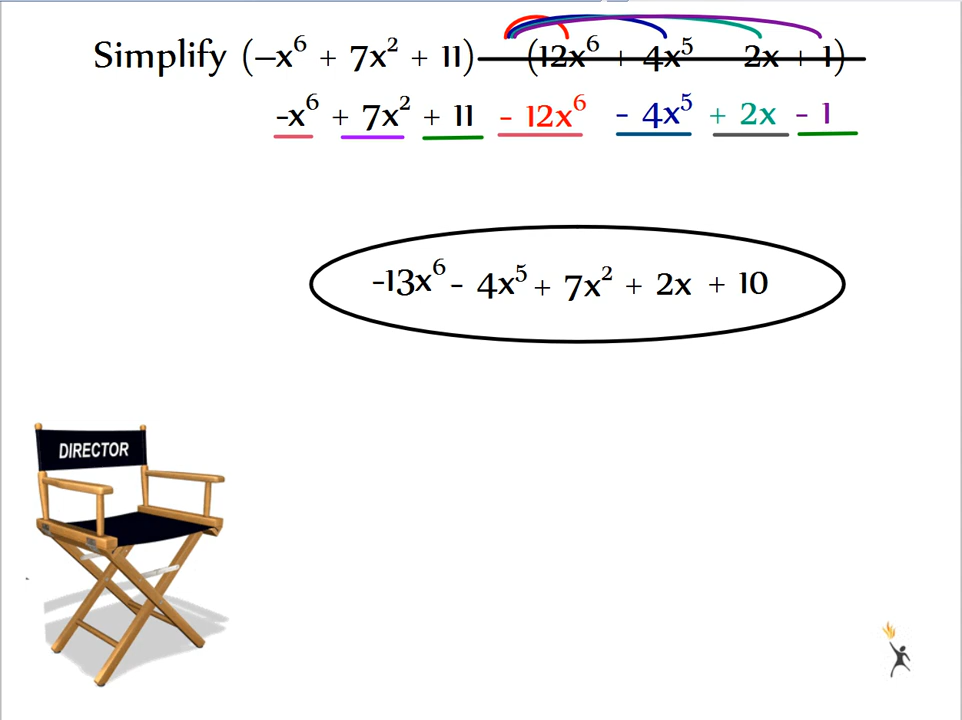 Simplify (–x⁶ + 7x² + 11) – (12x⁶ + 4x⁵ – 2x + 1)
-x⁶ + 7x² + 11 - 12x⁶ - 4x⁵ + 2x - 1
-13x⁶ - 4x⁵ + 7x² + 2x + 10
DIRECTOR